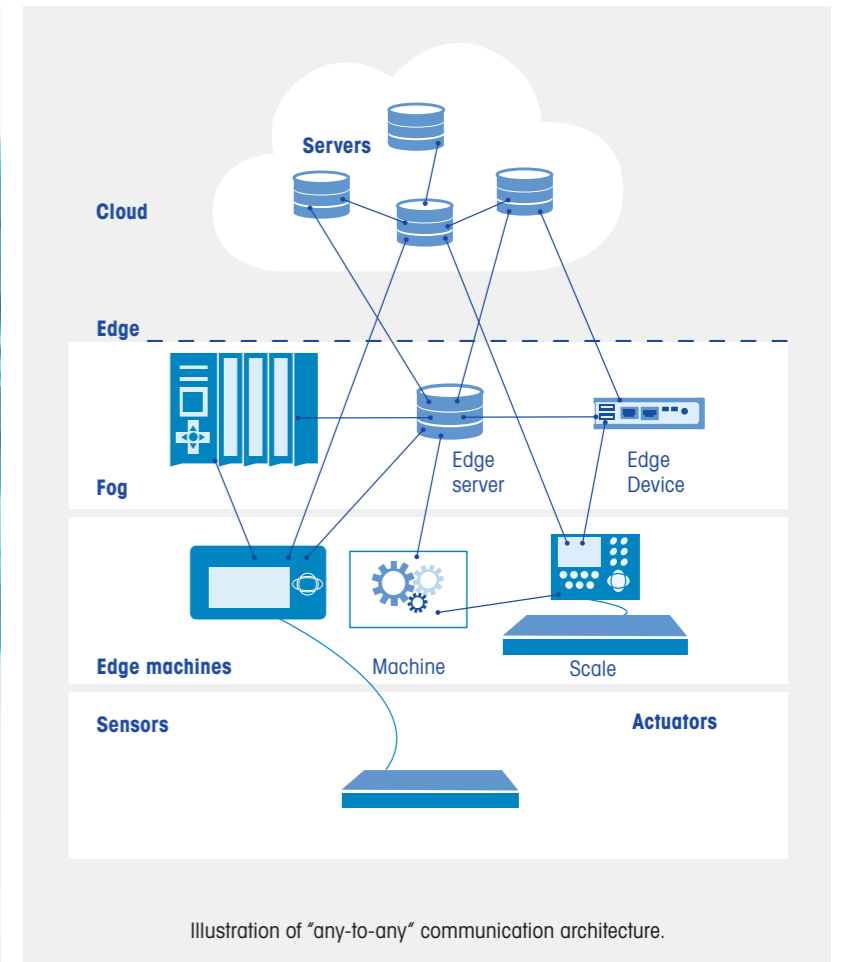 Servers
Cloud
Edge
Edge
server
Edge
Device
Fog
Edge machines
Machine
Scale
Sensors
Actuators
Illustration of "any-to-any" communication architecture.